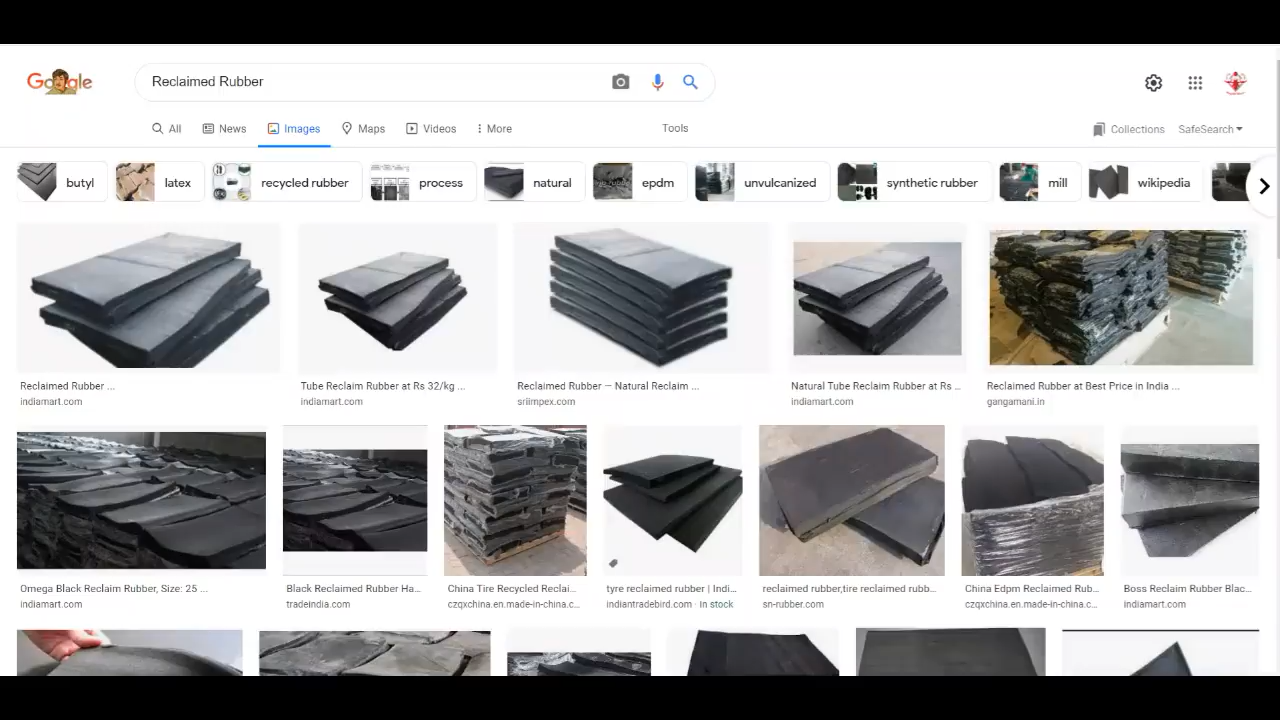 Google
Reclaimed Rubber
All
News
Images
Maps
Videos
More
Tools
Collections
SafeSearch
butyl
latex
recycled rubber
process
natural
epdm
unvulcanized
synthetic rubber
mill
wikipedia
Reclaimed Rubber ...
indiamart.com
Tube Reclaim Rubber at Rs 32/kg ...
indiamart.com
Reclaimed Rubber — Natural Reclaim ...
sriimpex.com
Natural Tube Reclaim Rubber at Rs ...
indiamart.com
Reclaimed Rubber at Best Price in India ...
gangamani.in
Omega Black Reclaim Rubber, Size: 25 ...
indiamart.com
Black Reclaimed Rubber Ha...
tradeindia.com
China Tire Recycled Reclai...
czqxchina.en.made-in-china.c...
tyre reclaimed rubber | Indi...
indiantradebird.com · In stock
reclaimed rubber,tire reclaimed rubb...
sn-rubber.com
China Edpm Reclaimed Rub...
czqxchina.en.made-in-china.c...
Boss Reclaim Rubber Blac...
indiamart.com